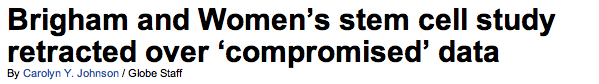 Brigham and Women’s stem cell study
retracted over ‘compromised’ data
By Carolyn Y. Johnson / Globe Staff